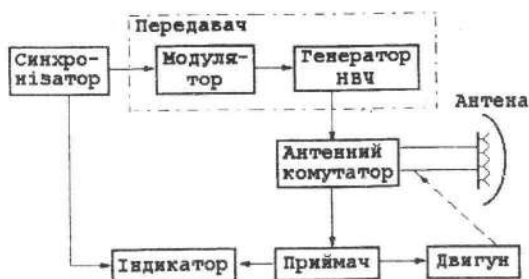 Передавач
Синхро-
нізатор
Модуля-
тор
Генератор
НВЧ
Антена
Антенний
комутатор
Індикатор
Приймач
Двигун